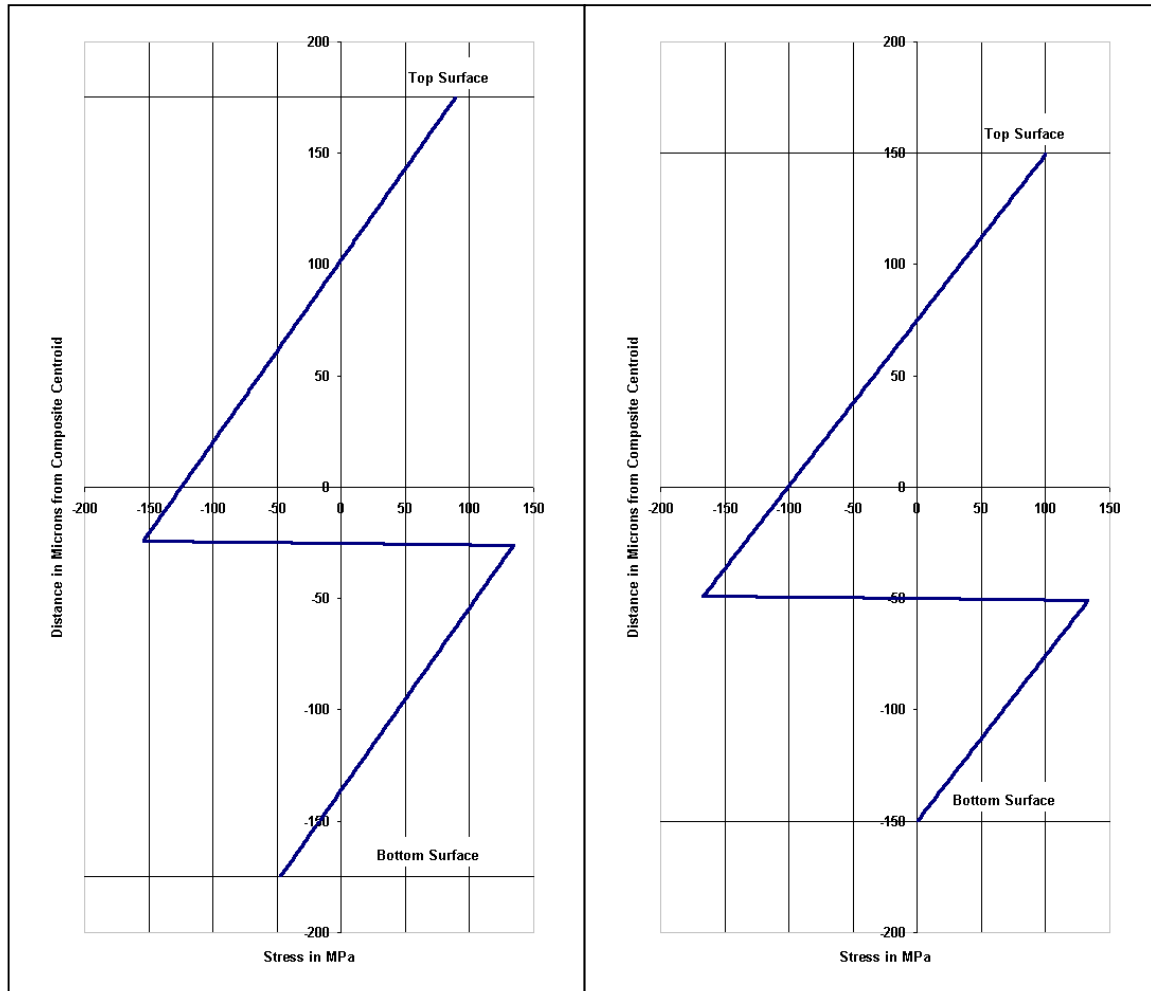 200
Top Surface
150
100
50
0
-200 -150 -100 -50 0 50 100 150
-50
-100
-150
Bottom Surface
-200
Distance in Microns from Composite Centroid
Stress in MPa
200
Top Surface
150
100
50
0
-200 -150 -100 -50 0 50 100 150
-50
-100
Bottom Surface
-150
-200
Distance in Microns from Composite Centroid
Stress in MPa